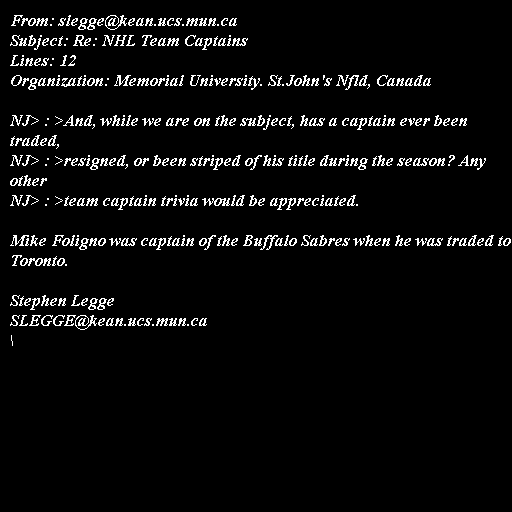 From: slegge@kean.ucs.mun.ca
Subject: Re: NHL Team Captains
Lines: 12
Organization: Memorial University. St.John's Nfld, Canada

NJ> : >And, while we are on the subject, has a captain ever been
traded,
NJ> : >resigned, or been striped of his title during the season? Any
other
NJ> : >team captain trivia would be appreciated.

Mike Foligno was captain of the Buffalo Sabres when he was traded to
Toronto.

Stephen Legge
SLEGGE@kean.ucs.mun.ca
\